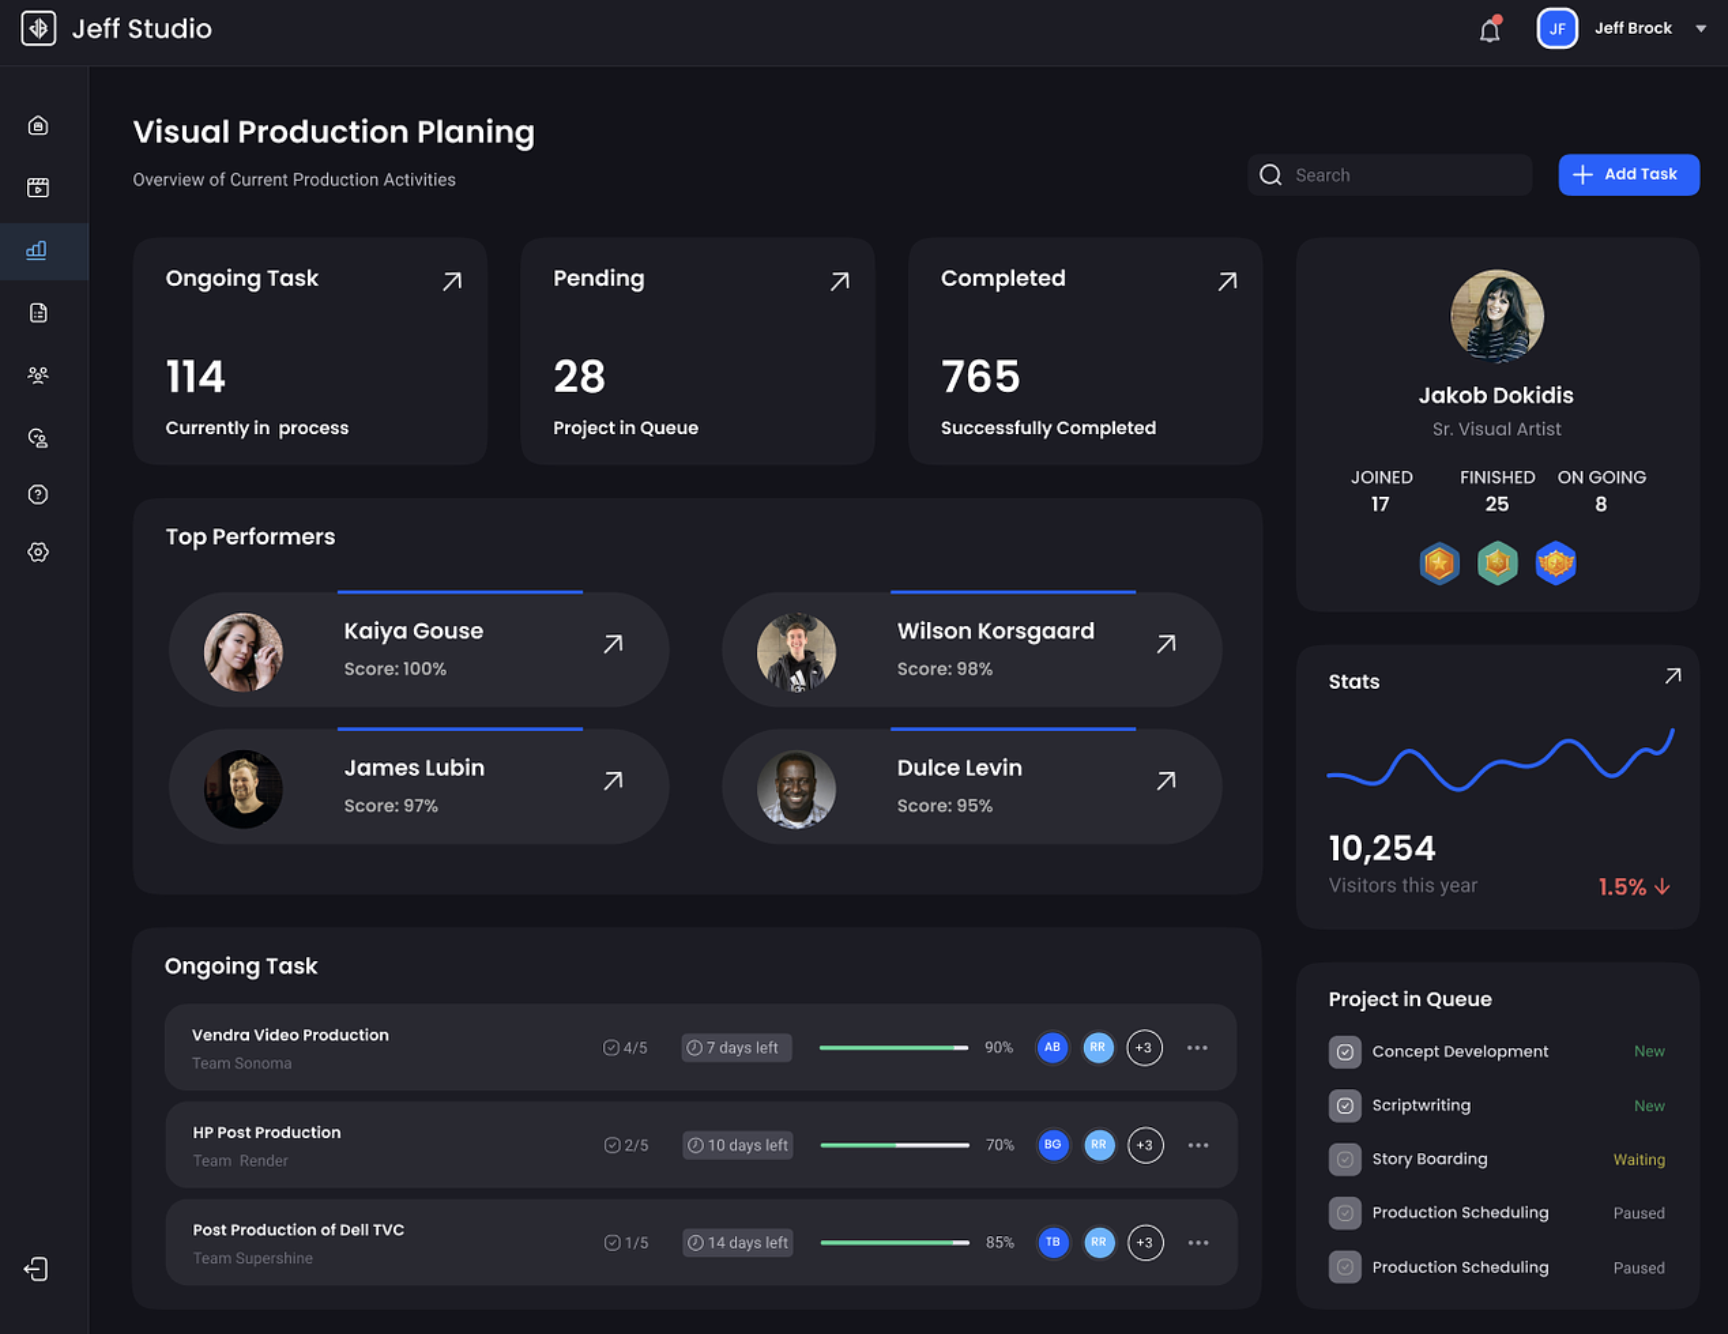 Jeff Studio
JF
Jeff Brock
Visual Production Planing
Overview of Current Production Activities
Search
Add Task
Ongoing Task
114
Currently in process
Pending
28
Project in Queue
Completed
765
Successfully Completed
Jakob Dokidis
Sr. Visual Artist
JOINED FINISHED ON GOING
17 25 8
Top Performers
Kaiya Gouse
Score: 100%
Wilson Korsgaard
Score: 98%
James Lubin
Score: 97%
Dulce Levin
Score: 95%
Stats
10,254
Visitors this year
1.5%
Ongoing Task
Vendra Video Production
Team Sonoma
4/5 7 days left 90% AB RR +3
HP Post Production
Team Render
2/5 10 days left 70% BG RR +3
Post Production of Dell TVC
Team Supershine
1/5 14 days left 85% TB RR +3
Project in Queue
Concept Development New
Scriptwriting New
Story Boarding Waiting
Production Scheduling Paused
Production Scheduling Paused